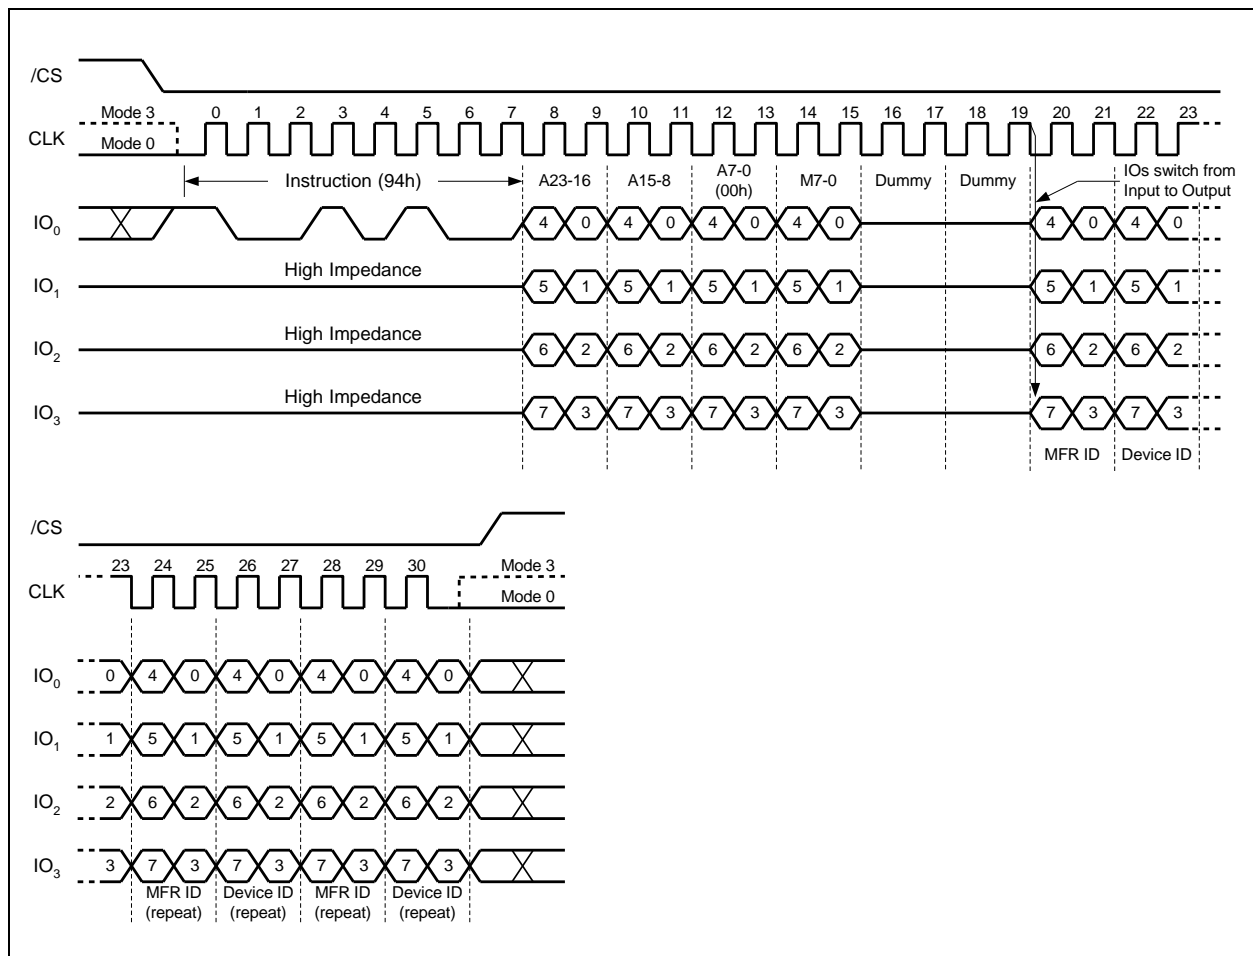 /CS
Mode 3 0 1 2 3 4 5 6 7 8 9 10 11 12 13 14 15 16 17 18 19 20 21 22 23
CLK Mode 0
Instruction (94h) A23-16 A15-8 A7-0 (00h) M7-0 Dummy Dummy IOs switch from Input to Output
IO0 4 0 4 0 4 0 4 0 4 0 4 0
High Impedance
IO1 5 1 5 1 5 1 5 1 5 1 5 1
High Impedance
IO2 6 2 6 2 6 2 6 2 6 2 6 2
High Impedance
IO3 7 3 7 3 7 3 7 3 7 3 7 3
MFR ID Device ID
/CS
23 24 25 26 27 28 29 30 Mode 3
CLK Mode 0
IO0 0 4 0 4 0 4 0 4 0
IO1 1 5 1 5 1 5 1 5 1
IO2 2 6 2 6 2 6 2 6 2
IO3 3 7 3 7 3 7 3 7 3
MFR ID Device ID MFR ID Device ID
(repeat) (repeat) (repeat) (repeat)